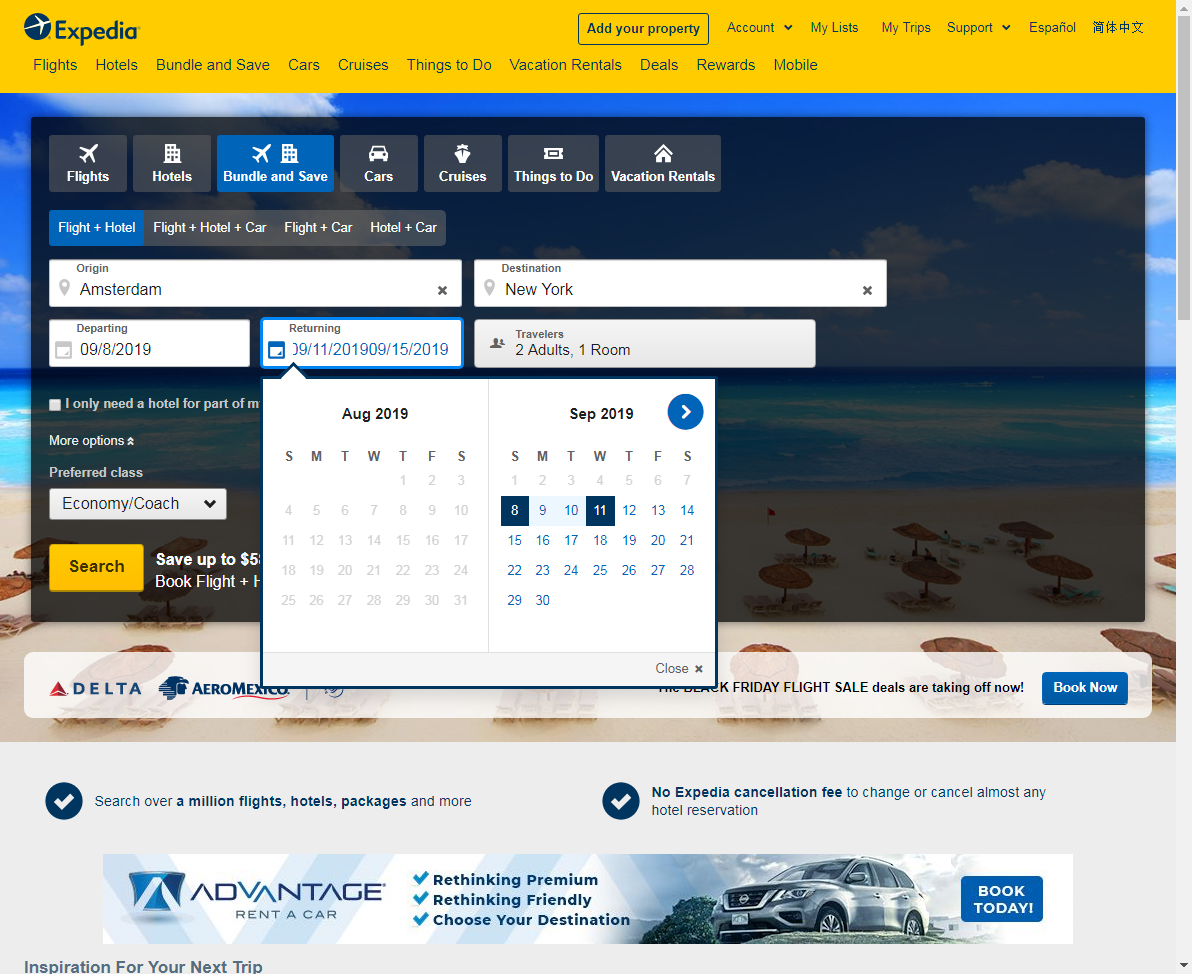 Expedia
Add your property
Account
My Lists
My Trips
Support
Español
简体中文
Flights
Hotels
Bundle and Save
Cars
Cruises
Things to Do
Vacation Rentals
Deals
Rewards
Mobile
Flights
Hotels
Bundle and Save
Cars
Cruises
Things to Do
Vacation Rentals
Flight + Hotel
Flight + Hotel + Car
Flight + Car
Hotel + Car
Origin
Amsterdam
Destination
New York
Departing
09/8/2019
Returning
09/11/201909/15/2019
Travelers
2 Adults, 1 Room
I only need a hotel for part of m
More options
Preferred class
Economy/Coach
Search
Save up to $5
Book Flight + H
Aug 2019
S M T W T F S
1 2 3
4 5 6 7 8 9 10
11 12 13 14 15 16 17
18 19 20 21 22 23 24
25 26 27 28 29 30 31
Sep 2019
S M T W T F S
1 2 3 4 5 6 7
8 9 10 11 12 13 14
15 16 17 18 19 20 21
22 23 24 25 26 27 28
29 30
Close
DELTA
AEROMEXICO.
The BLACK FRIDAY FLIGHT SALE deals are taking off now!
Book Now
Search over a million flights, hotels, packages and more
No Expedia cancellation fee to change or cancel almost any
hotel reservation
ADVANTAGE
RENT A CAR
Rethinking Premium
Rethinking Friendly
Choose Your Destination
BOOK
TODAY!
Inspiration For Your Next Trip